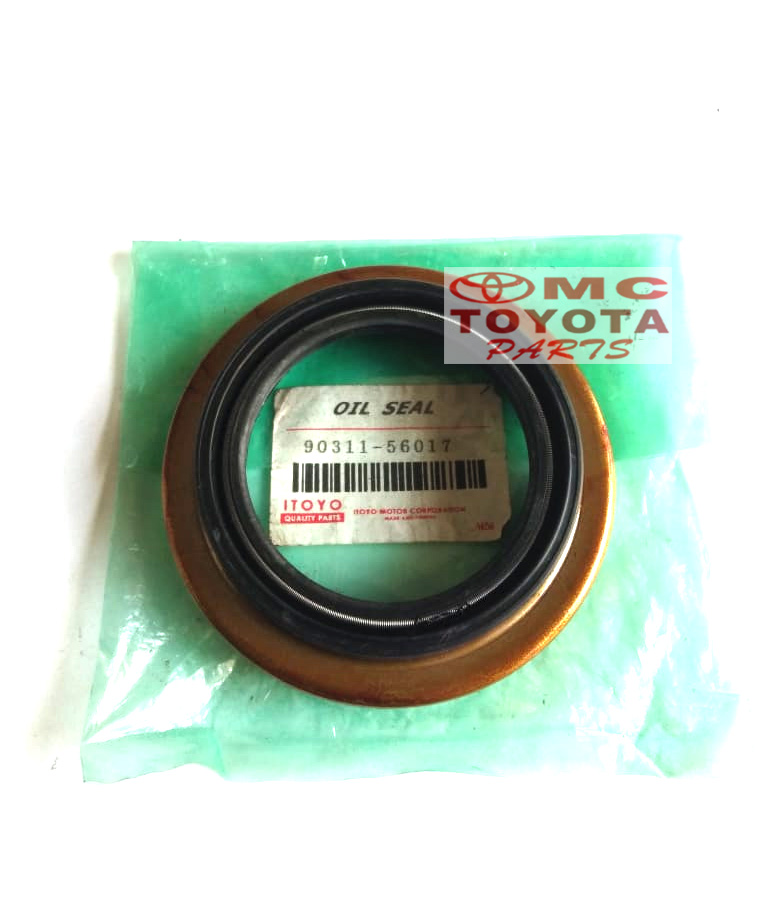 MC
TOYOTA
PARTS
OIL SEAL
90311-56017
ITOYO
QUALITY PARTS
ITOYO MOTOR CORPORATION